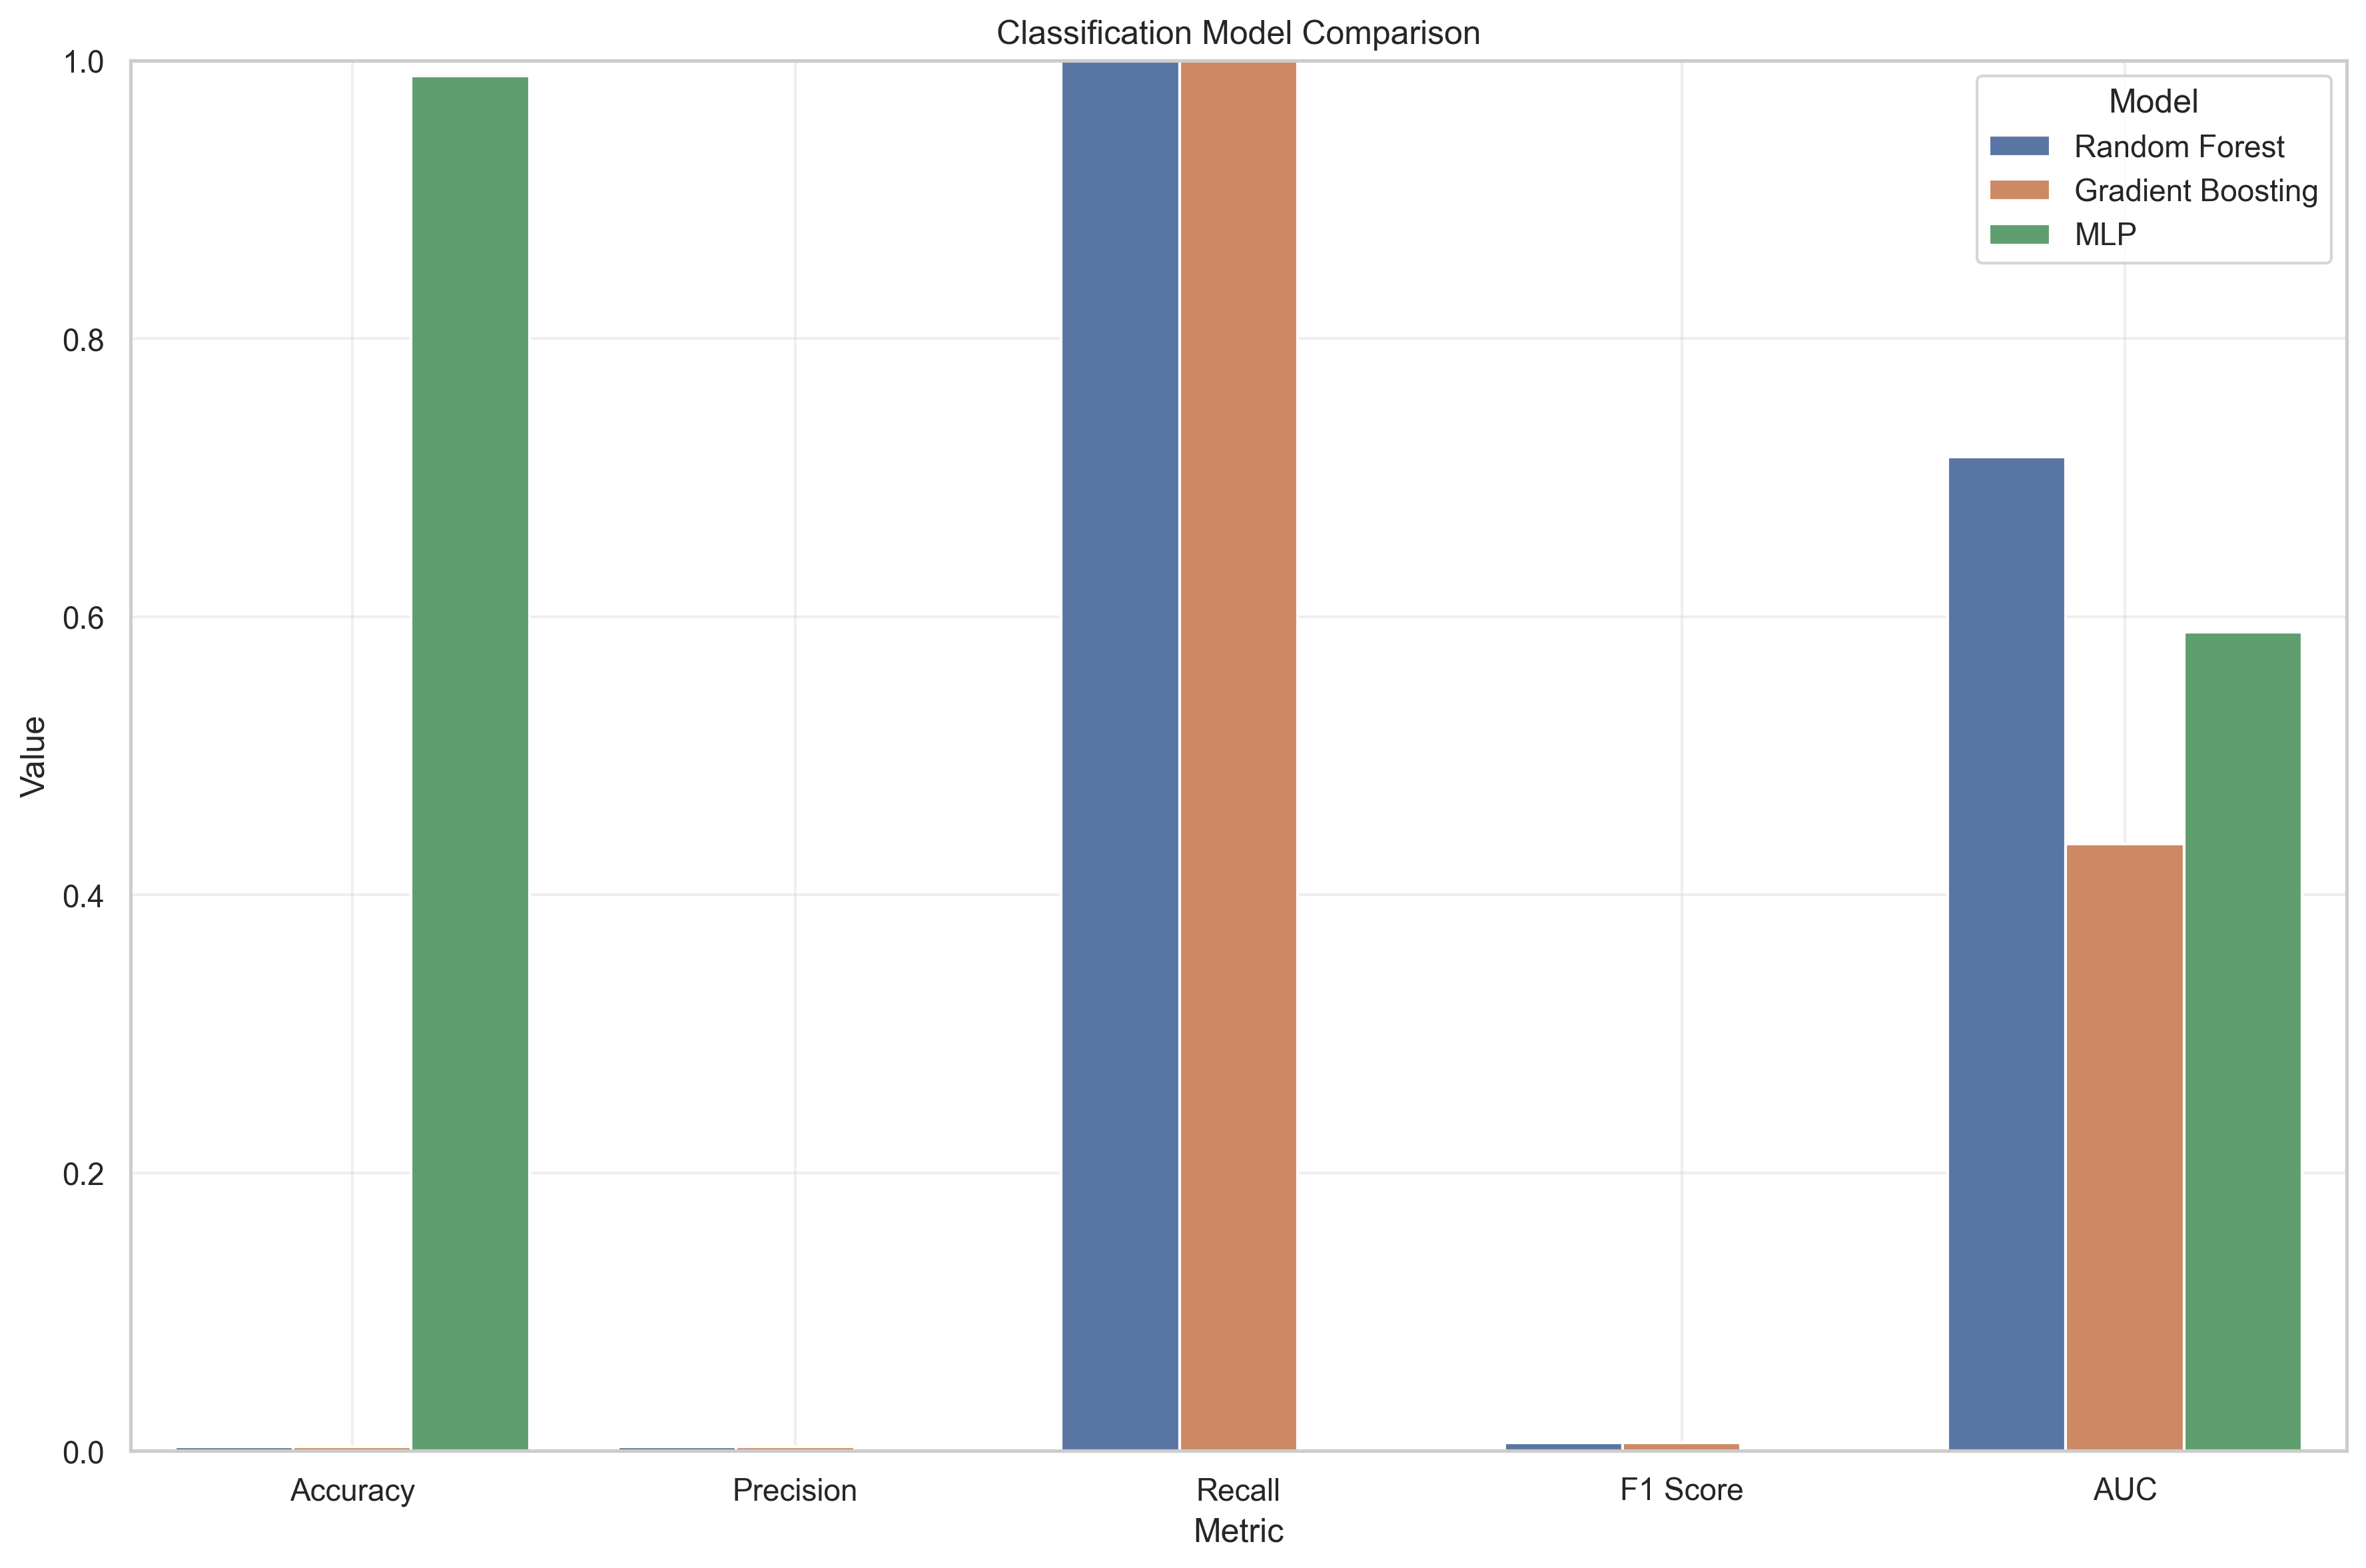 Classification Model Comparison
1.0
0.8
0.6
0.4
0.2
0.0
Value
Model
Random Forest
Gradient Boosting
MLP
Accuracy
Precision
Recall
F1 Score
AUC
Metric